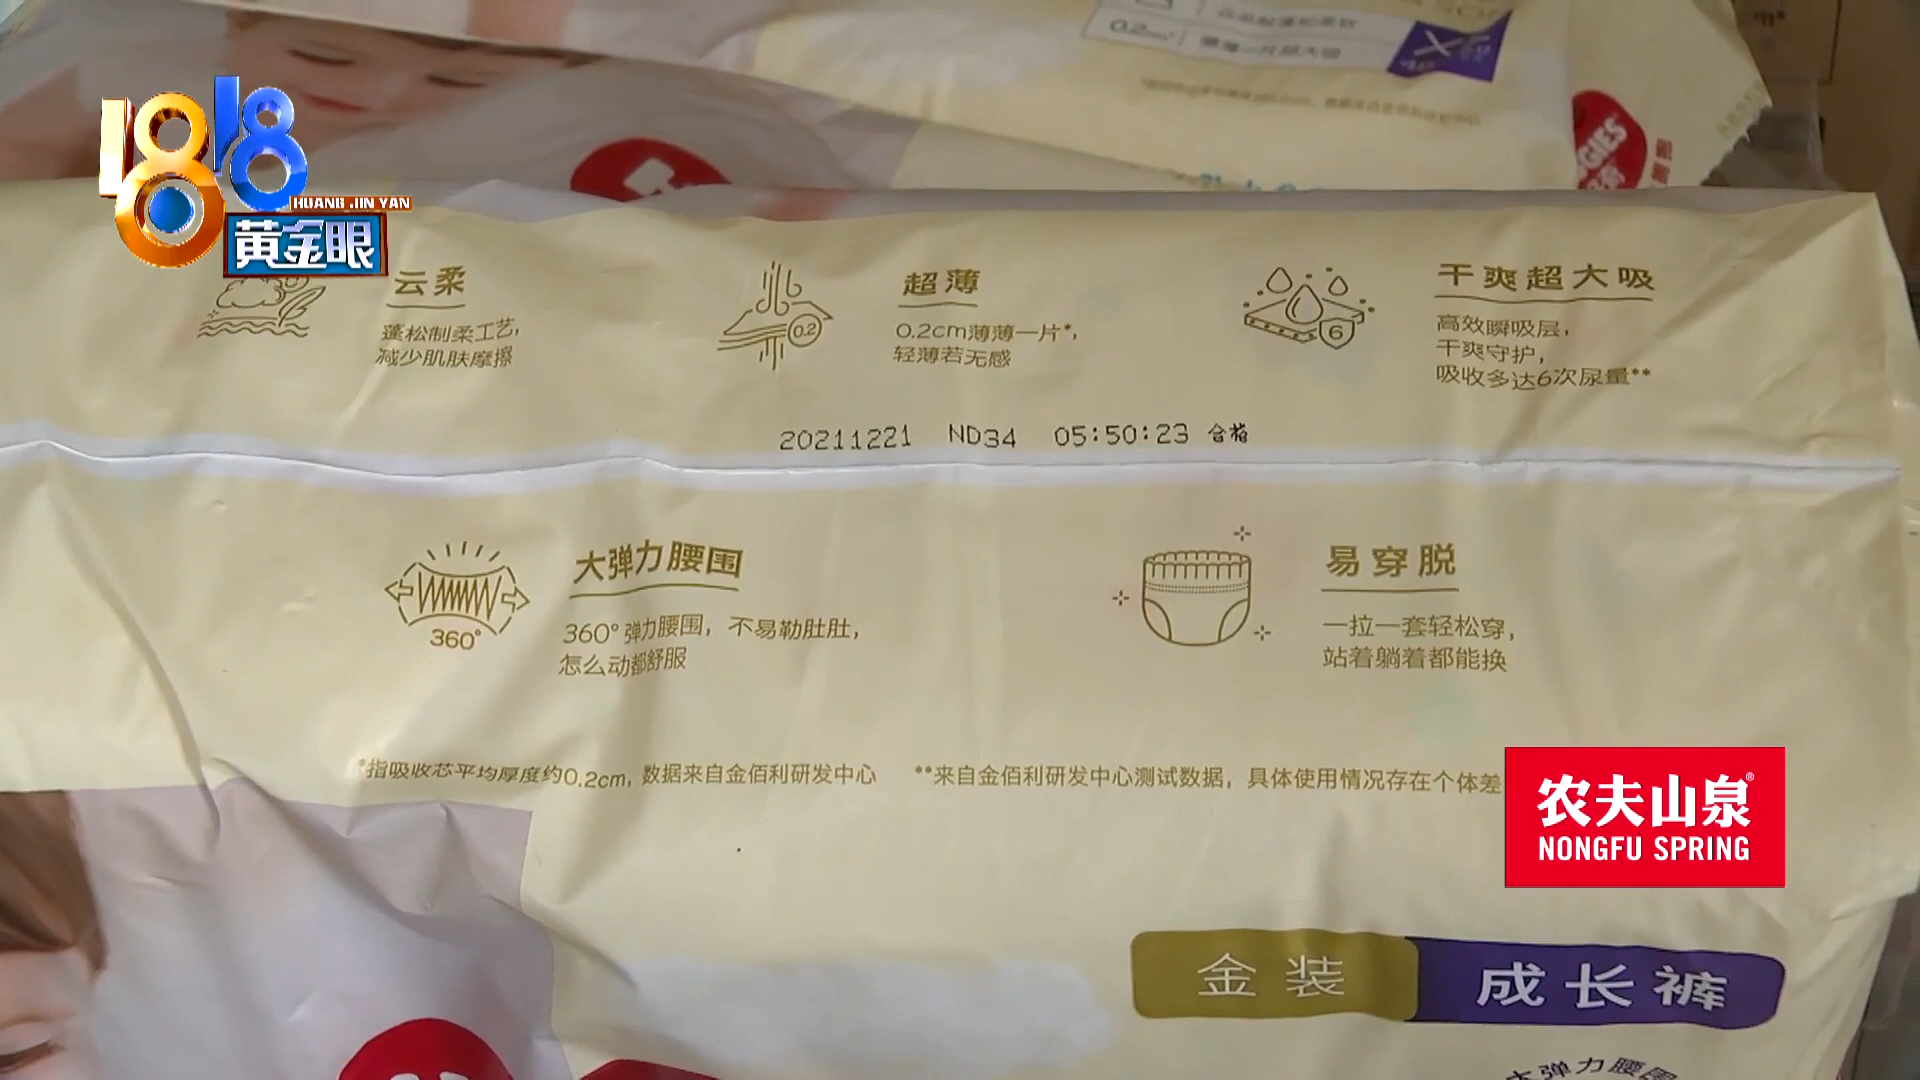 1818
HUANG JIN YAN
黄金眼
GIES
云柔
蓬松制柔工艺,
减少肌肤摩擦
0.2
超薄
0.2cm薄薄一片*,
轻薄若无感
6
干爽超大吸
高效瞬吸层,
干爽守护,
吸收多达6次尿量**
20211221 ND34 05:50:23 合格
360°
大弹力腰围
360°弹力腰围，不易勒肚肚，
怎么动都舒服
易穿脱
一拉一套轻松穿，
站着躺着都能换
*指吸收芯平均厚度约0.2cm, 数据来自金佰利研发中心
**来自金佰利研发中心测试数据，具体使用情况存在个体差
农夫山泉®
NONGFU SPRING
金装 成长裤
大弹力腰围